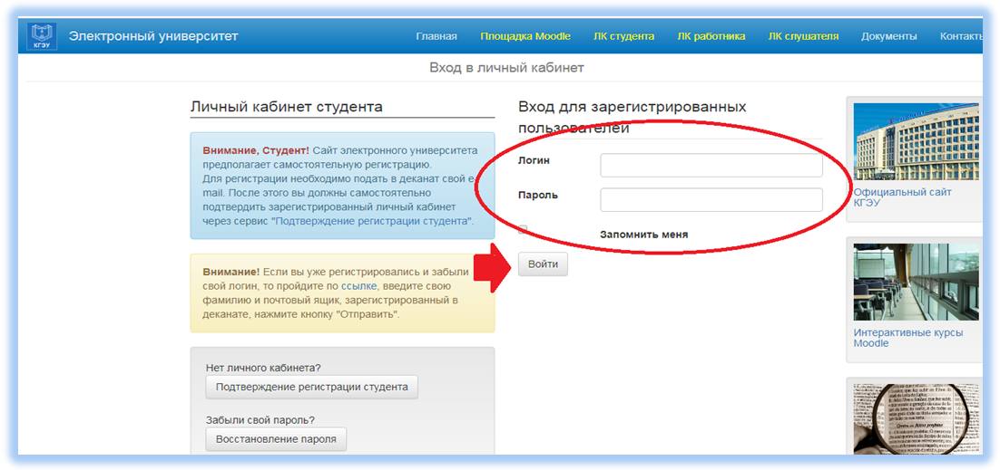 КГЭУ
Электронный университет
Главная
Площадка Moodle
ЛК студента
ЛК работника
ЛК слушателя
Документы
Контакты
Вход в личный кабинет
Личный кабинет студента
Внимание, Студент! Сайт электронного университета
предполагает самостоятельную регистрацию.
Для регистрации необходимо подать в деканат свой e-
mail. После этого вы должны самостоятельно
подтвердить зарегистрированный личный кабинет
через сервис "Подтверждение регистрации студента".
Внимание! Если вы уже регистрировались и забыли
свой логин, то пройдите по ссылке, введите свою
фамилию и почтовый ящик, зарегистрированный в
деканате, нажмите кнопку "Отправить".
Нет личного кабинета?
Подтверждение регистрации студента
Забыли свой пароль?
Восстановление пароля
Вход для зарегистрированных
пользователей
Логин
Пароль
Запомнить меня
Войти
Официальный сайт
КГЭУ
Интерактивные курсы
Moodle